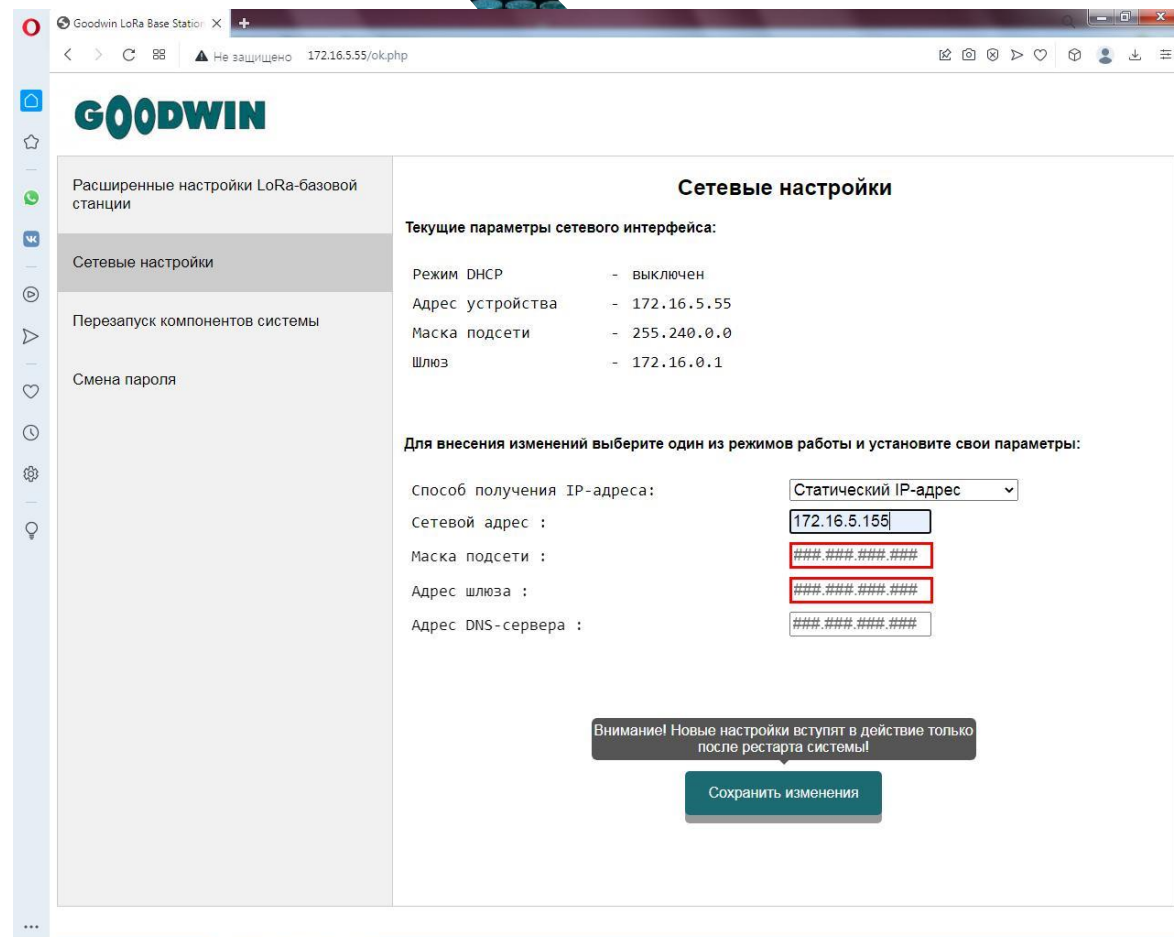 Goodwin LoRa Base Station
Не защищено 172.16.5.55/ok.php
GOODWIN
Расширенные настройки LoRa-базовой
станции
Сетевые настройки
Перезапуск компонентов системы
Смена пароля
Сетевые настройки
Текущие параметры сетевого интерфейса:
Режим DHCP - выключен
Адрес устройства - 172.16.5.55
Маска подсети - 255.240.0.0
Шлюз - 172.16.0.1
Для внесения изменений выберите один из режимов работы и установите свои параметры:
Способ получения IP-адреса: Статический IP-адрес
Сетевой адрес : 172.16.5.155
Маска подсети : ###.###.###.###
Адрес шлюза : ###.###.###.###
Адрес DNS-сервера : ###.###.###.###
Внимание! Новые настройки вступят в действие только
после рестарта системы!
Сохранить изменения